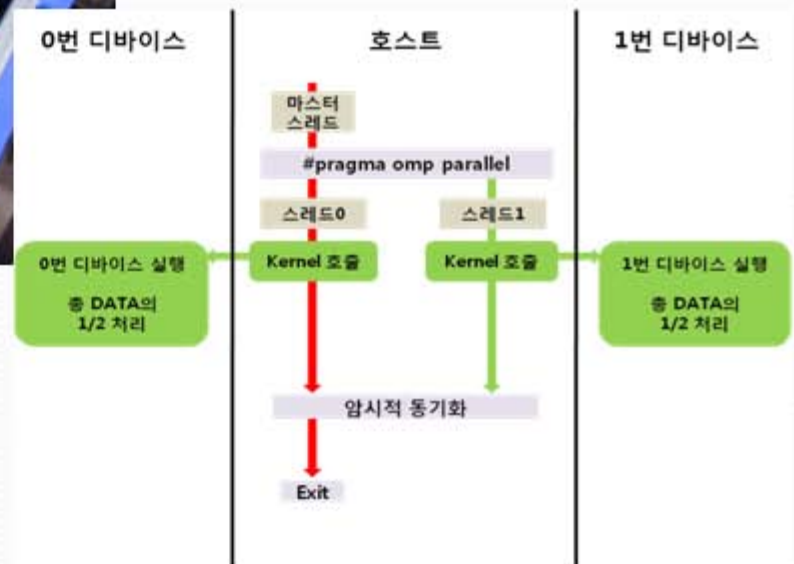 0번 디바이스
호스트
1번 디바이스
마스터
스레드
#pragma omp parallel
스레드0
스레드1
0번 디바이스 실행
총 DATA의
1/2 처리
Kernel 호출
Kernel 호출
1번 디바이스 실행
총 DATA의
1/2 처리
암시적 동기화
Exit